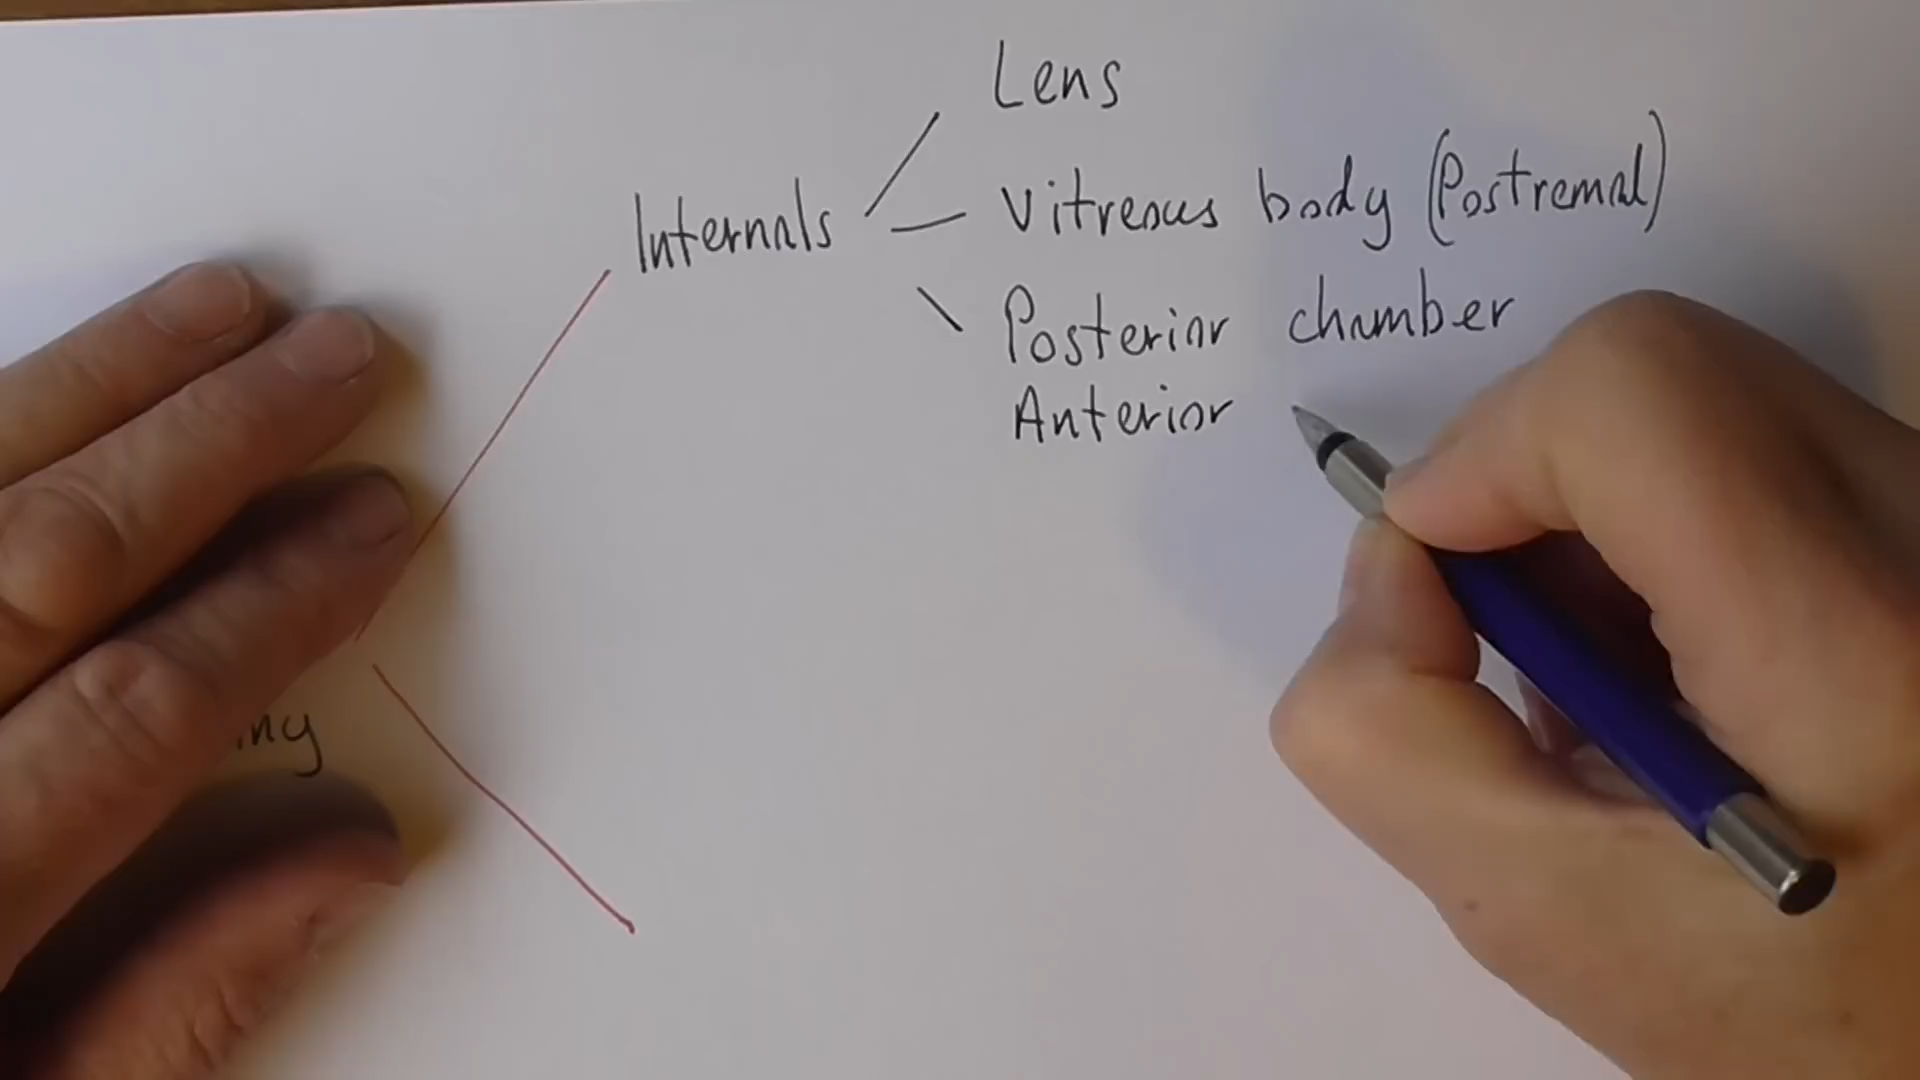 Lens
Internals
Vitreous body (Postremal)
Posterior chamber
Anterior